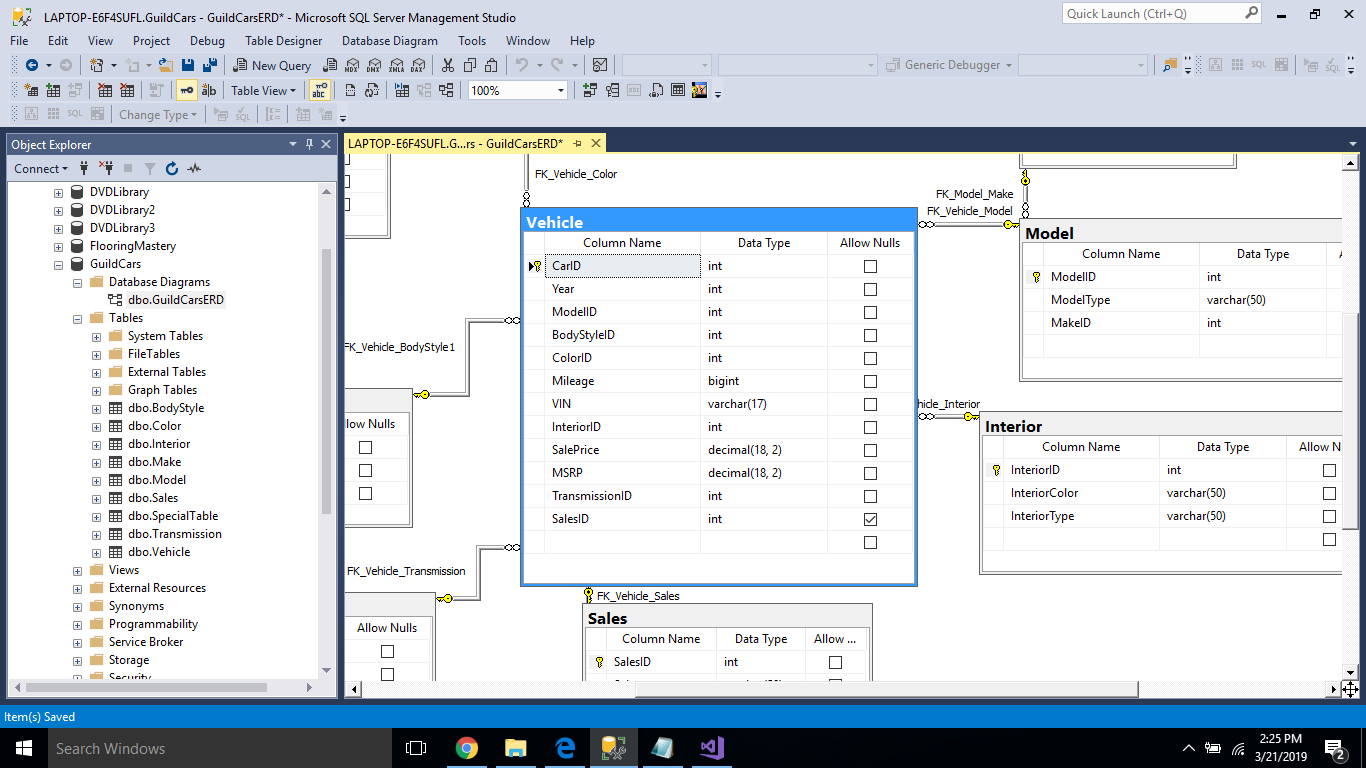 LAPTOP-E6F4SUFL.GuildCars - GuildCarsERD* - Microsoft SQL Server Management Studio
Quick Launch (Ctrl+Q)
File Edit View Project Debug Table Designer Database Diagram Tools Window Help
New Query MDX DMX XMLA DAX Generic Debugger SQL
Table View 100%
SQL Change Type
Object Explorer
Connect
DVDLibrary
DVDLibrary2
DVDLibrary3
FlooringMastery
GuildCars
Database Diagrams
dbo.GuildCarsERD
Tables
System Tables
FileTables
External Tables
Graph Tables
dbo.BodyStyle
dbo.Color
dbo.Interior
dbo.Make
dbo.Model
dbo.Sales
dbo.SpecialTable
dbo.Transmission
dbo.Vehicle
Views
External Resources
Synonyms
Programmability
Service Broker
Storage
Security
LAPTOP-E6F4SUFL.G...rs - GuildCarsERD*
FK_Vehicle_Color
FK_Vehicle_BodyStyle1
low Nulls
FK_Vehicle_Transmission
Allow Nulls
Vehicle
Column Name Data Type Allow Nulls
CarID int
Year int
ModelID int
BodyStyleID int
ColorID int
Mileage bigint
VIN varchar(17)
InteriorID int
SalePrice decimal(18, 2)
MSRP decimal(18, 2)
TransmissionID int
SalesID int
FK_Vehicle_Sales
Sales
Column Name Data Type Allow ...
SalesID int
FK_Model_Make
FK_Vehicle_Model
Model
Column Name Data Type
ModelID int
ModelType varchar(50)
MakeID int
hicle_Interior
Interior
Column Name Data Type Allow N
InteriorID int
InteriorColor varchar(50)
InteriorType varchar(50)
Item(s) Saved
Search Windows
2:25 PM
3/21/2019
2